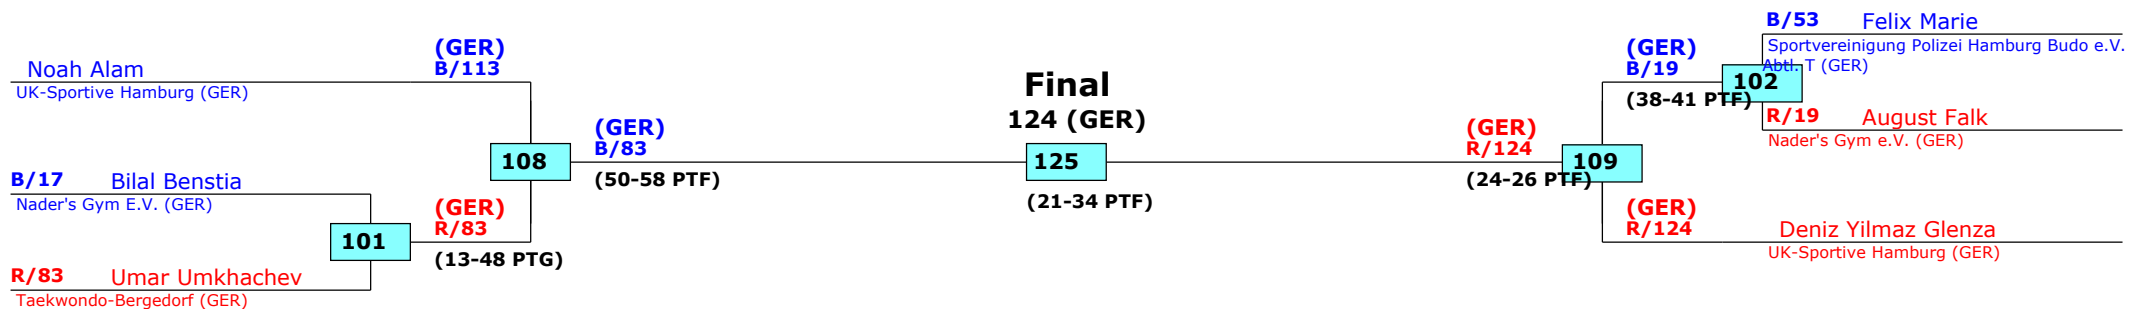 Noah Alam
UK-Sportive Hamburg (GER)
(GER)
B/113
B/17 Bilal Benstia
Nader's Gym E.V. (GER)
R/83 Umar Umkhachev
Taekwondo-Bergedorf (GER)
101
(GER)
R/83
(13-48 PTG)
108
(GER)
B/83
(50-58 PTF)
Final
124 (GER)
125
(21-34 PTF)
(GER)
R/124
(24-26 PTF)
109
(GER)
B/19
(38-41 PTF)
102
B/53 Felix Marie
Sportvereinigung Polizei Hamburg Budo e.V.
Abtl. T (GER)
R/19 August Falk
Nader's Gym e.V. (GER)
(GER)
R/124
Deniz Yilmaz Glenza
UK-Sportive Hamburg (GER)